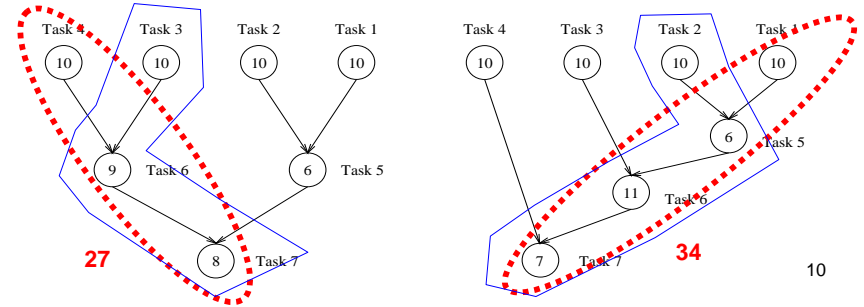 Task 4 Task 3 Task 2 Task 1
10 10 10 10
9 Task 6 6 Task 5
27 8 Task 7
Task 4 Task 3 Task 2 Task 1
10 10 10 10
6 Task 5
11 Task 6
7 Task 7 34
10